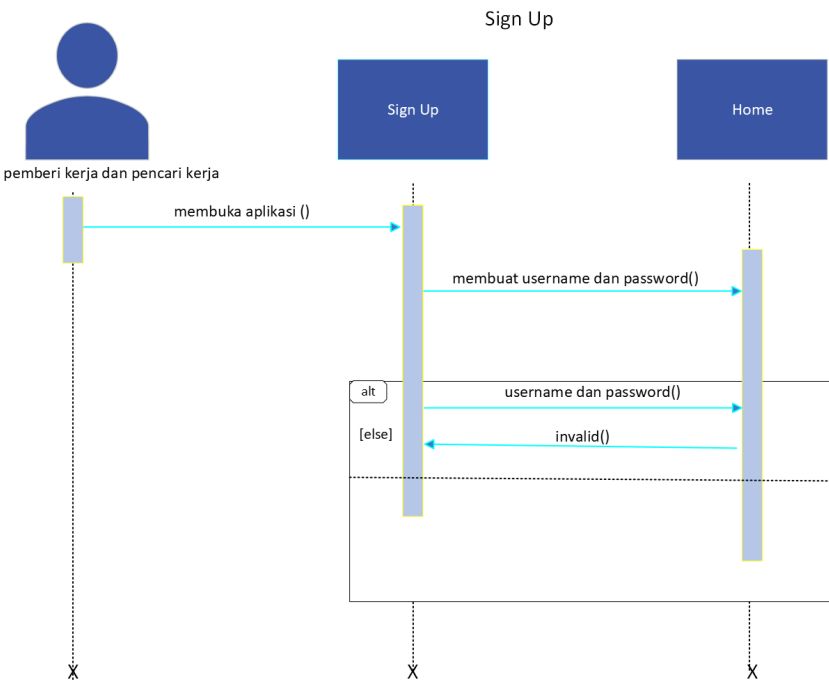 Sign Up
Sign Up
Home
pemberi kerja dan pencari kerja
membuka aplikasi ()
membuat username dan password()
alt
username dan password()
[else]
invalid()
X
X
X